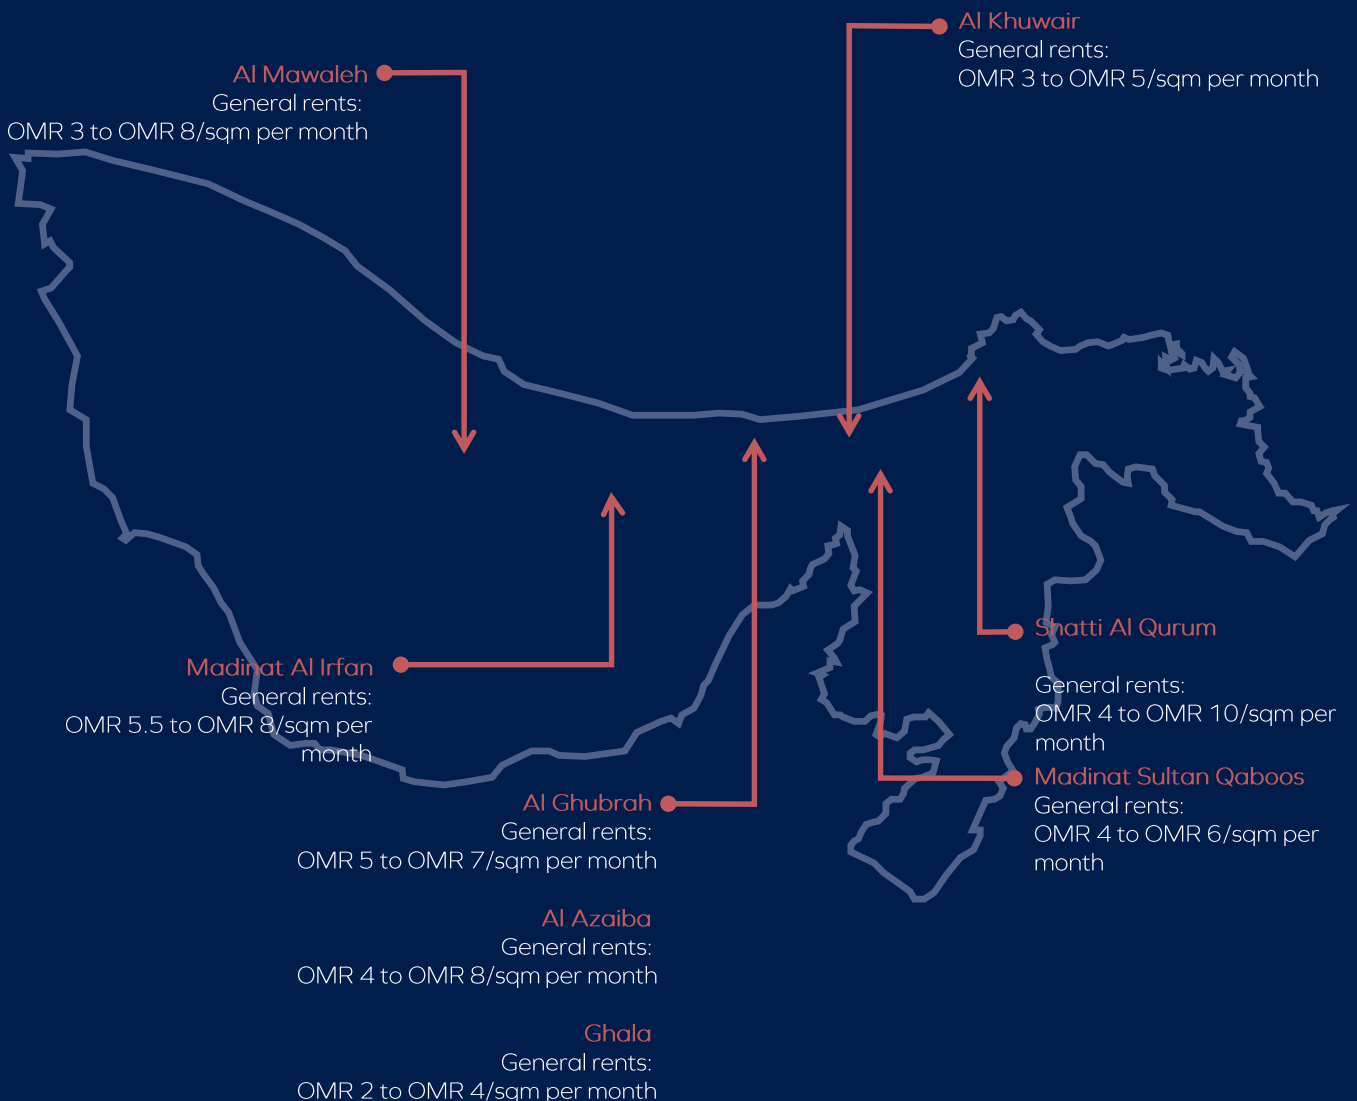 Al Khuwair
General rents:
OMR 3 to OMR 5/sqm per month
Al Mawaleh
General rents:
OMR 3 to OMR 8/sqm per month
Madinat Al Irfan
General rents:
OMR 5.5 to OMR 8/sqm per
month
Shatti Al Qurum
General rents:
OMR 4 to OMR 10/sqm per
month
Madinat Sultan Qaboos
General rents:
OMR 4 to OMR 6/sqm per
month
Al Ghubrah
General rents:
OMR 5 to OMR 7/sqm per month
Al Azaiba
General rents:
OMR 4 to OMR 8/sqm per month
Ghala
General rents:
OMR 2 to OMR 4/sqm per month